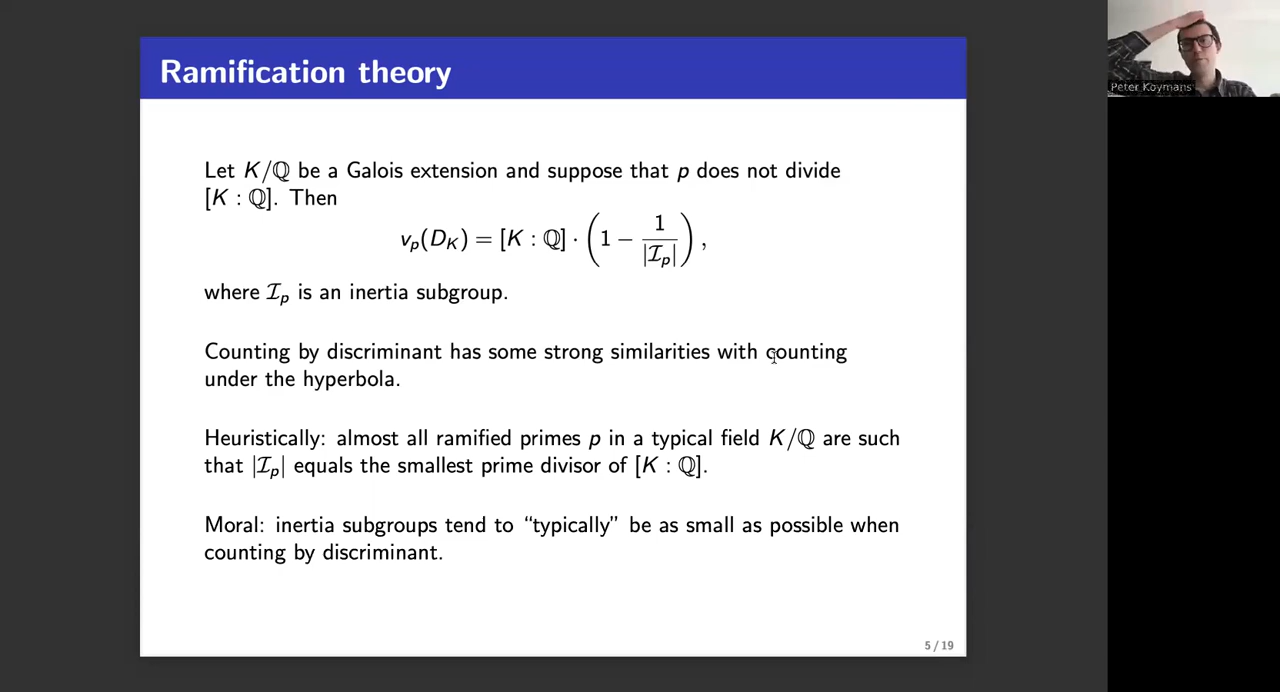 Ramification theory
Peter Koymans
Let K/ℚ be a Galois extension and suppose that p does not divide
[K : ℚ]. Then
v_p(D_K) = [K : ℚ] · (1 − 1/|𝓘_p|),
where 𝓘_p is an inertia subgroup.
Counting by discriminant has some strong similarities with counting
under the hyperbola.
Heuristically: almost all ramified primes p in a typical field K/ℚ are such
that |𝓘_p| equals the smallest prime divisor of [K : ℚ].
Moral: inertia subgroups tend to “typically” be as small as possible when
counting by discriminant.
5 / 19